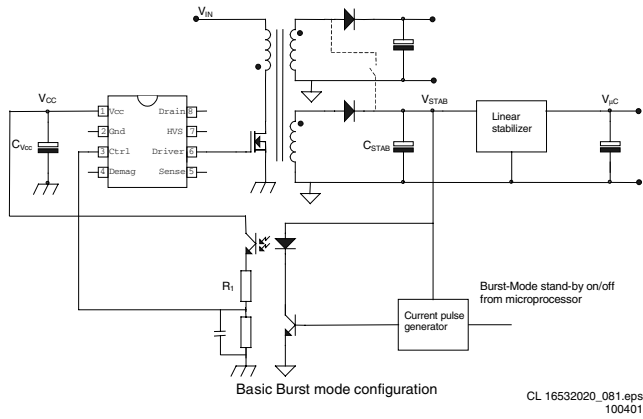 VIN
VCC
1 Vcc Drain 8
2 Gnd HVS 7
3 Ctrl Driver 6
4 Demag Sense 5
CVcc
VSTAB
CSTAB
Linear
stabilizer
VµC
R1
Burst-Mode stand-by on/off
from microprocessor
Current pulse
generator
Basic Burst mode configuration
CL 16532020_081.eps
100401